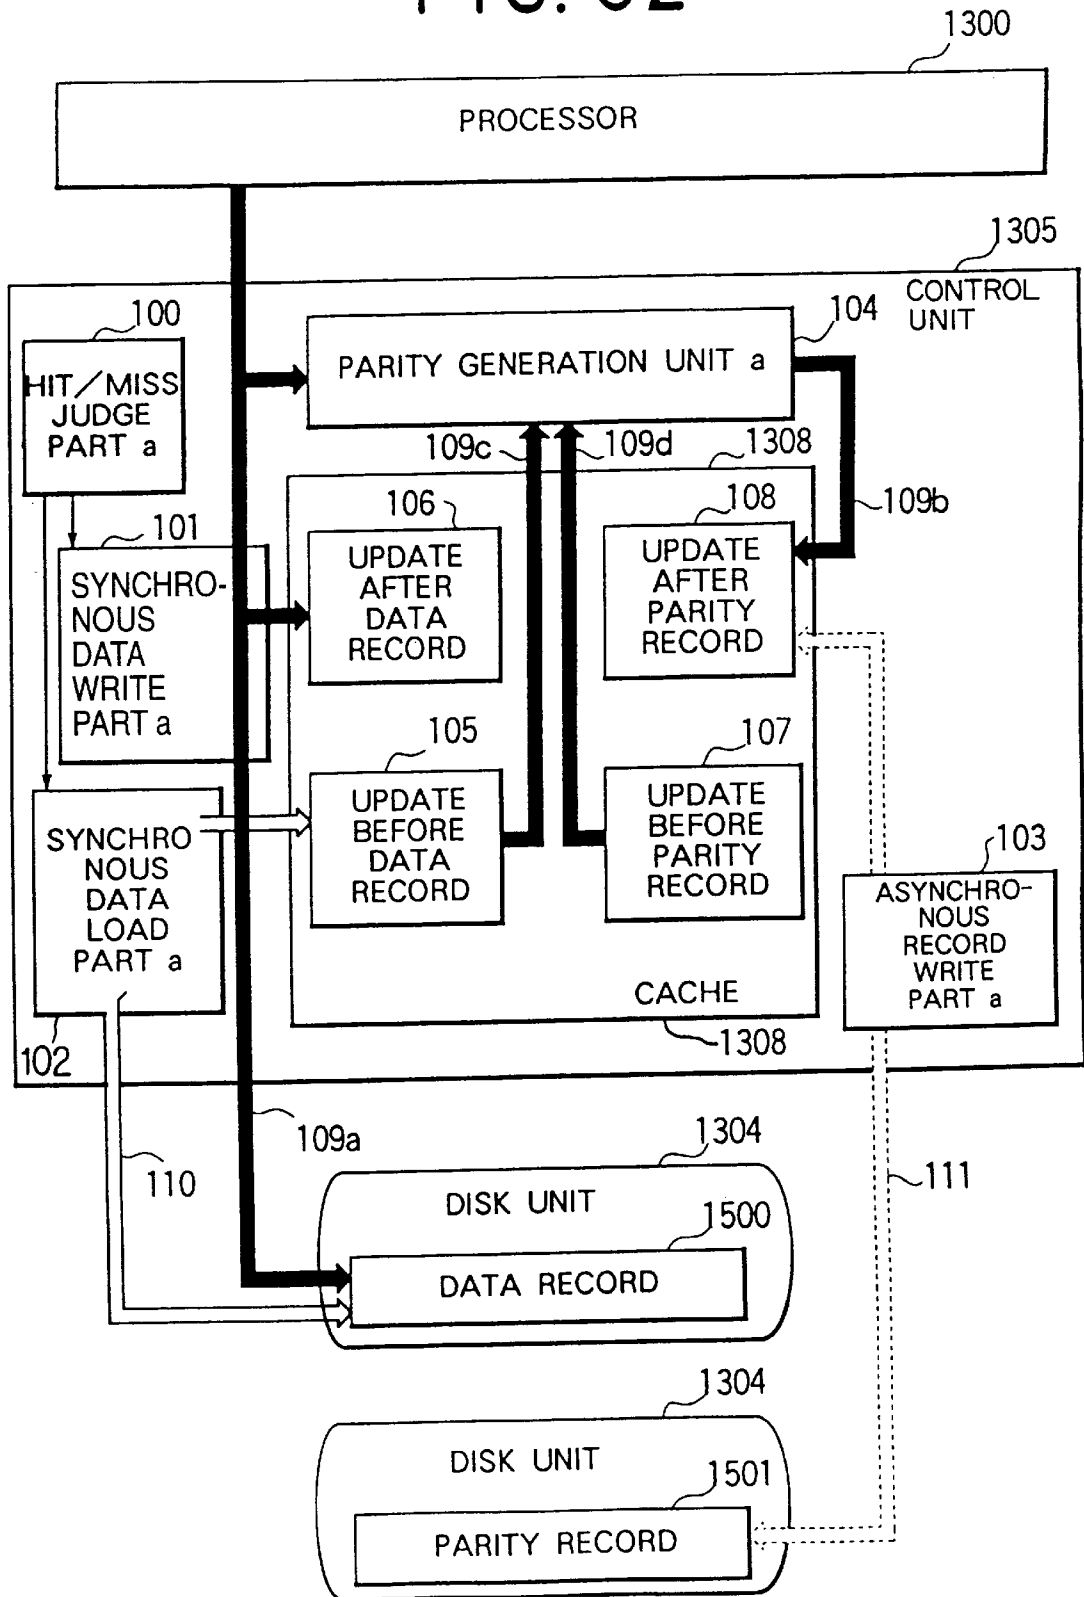 FIG. 32
1300
PROCESSOR
1305
CONTROL
UNIT
100
HIT/MISS
JUDGE
PART a
104
PARITY GENERATION UNIT a
109c
109d
1308
109b
101
SYNCHRO-
NOUS
DATA
WRITE
PART a
106
UPDATE
AFTER
DATA
RECORD
108
UPDATE
AFTER
PARITY
RECORD
105
UPDATE
BEFORE
DATA
RECORD
107
UPDATE
BEFORE
PARITY
RECORD
SYNCHRO
NOUS
DATA
LOAD
PART a
102
103
ASYNCHRO-
NOUS
RECORD
WRITE
PART a
CACHE
1308
109a
110
111
1304
DISK UNIT
1500
DATA RECORD
1304
DISK UNIT
1501
PARITY RECORD